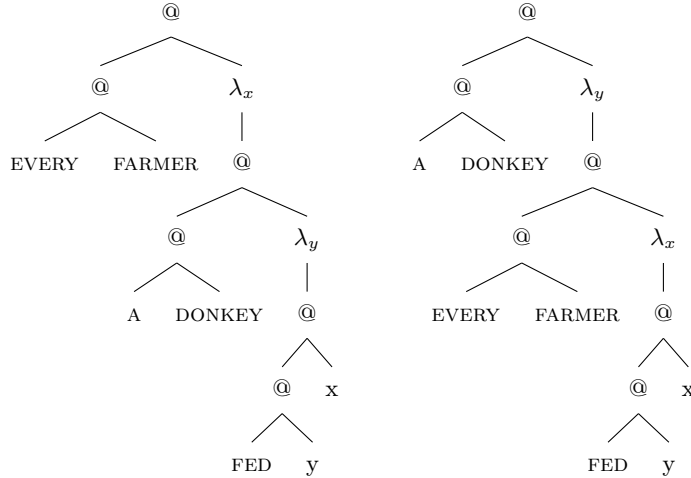 @ @
@ λx @ λy
EVERY FARMER @ A DONKEY @
@ λy @ λx
A DONKEY @ EVERY FARMER @
@ x @ x
FED y FED y